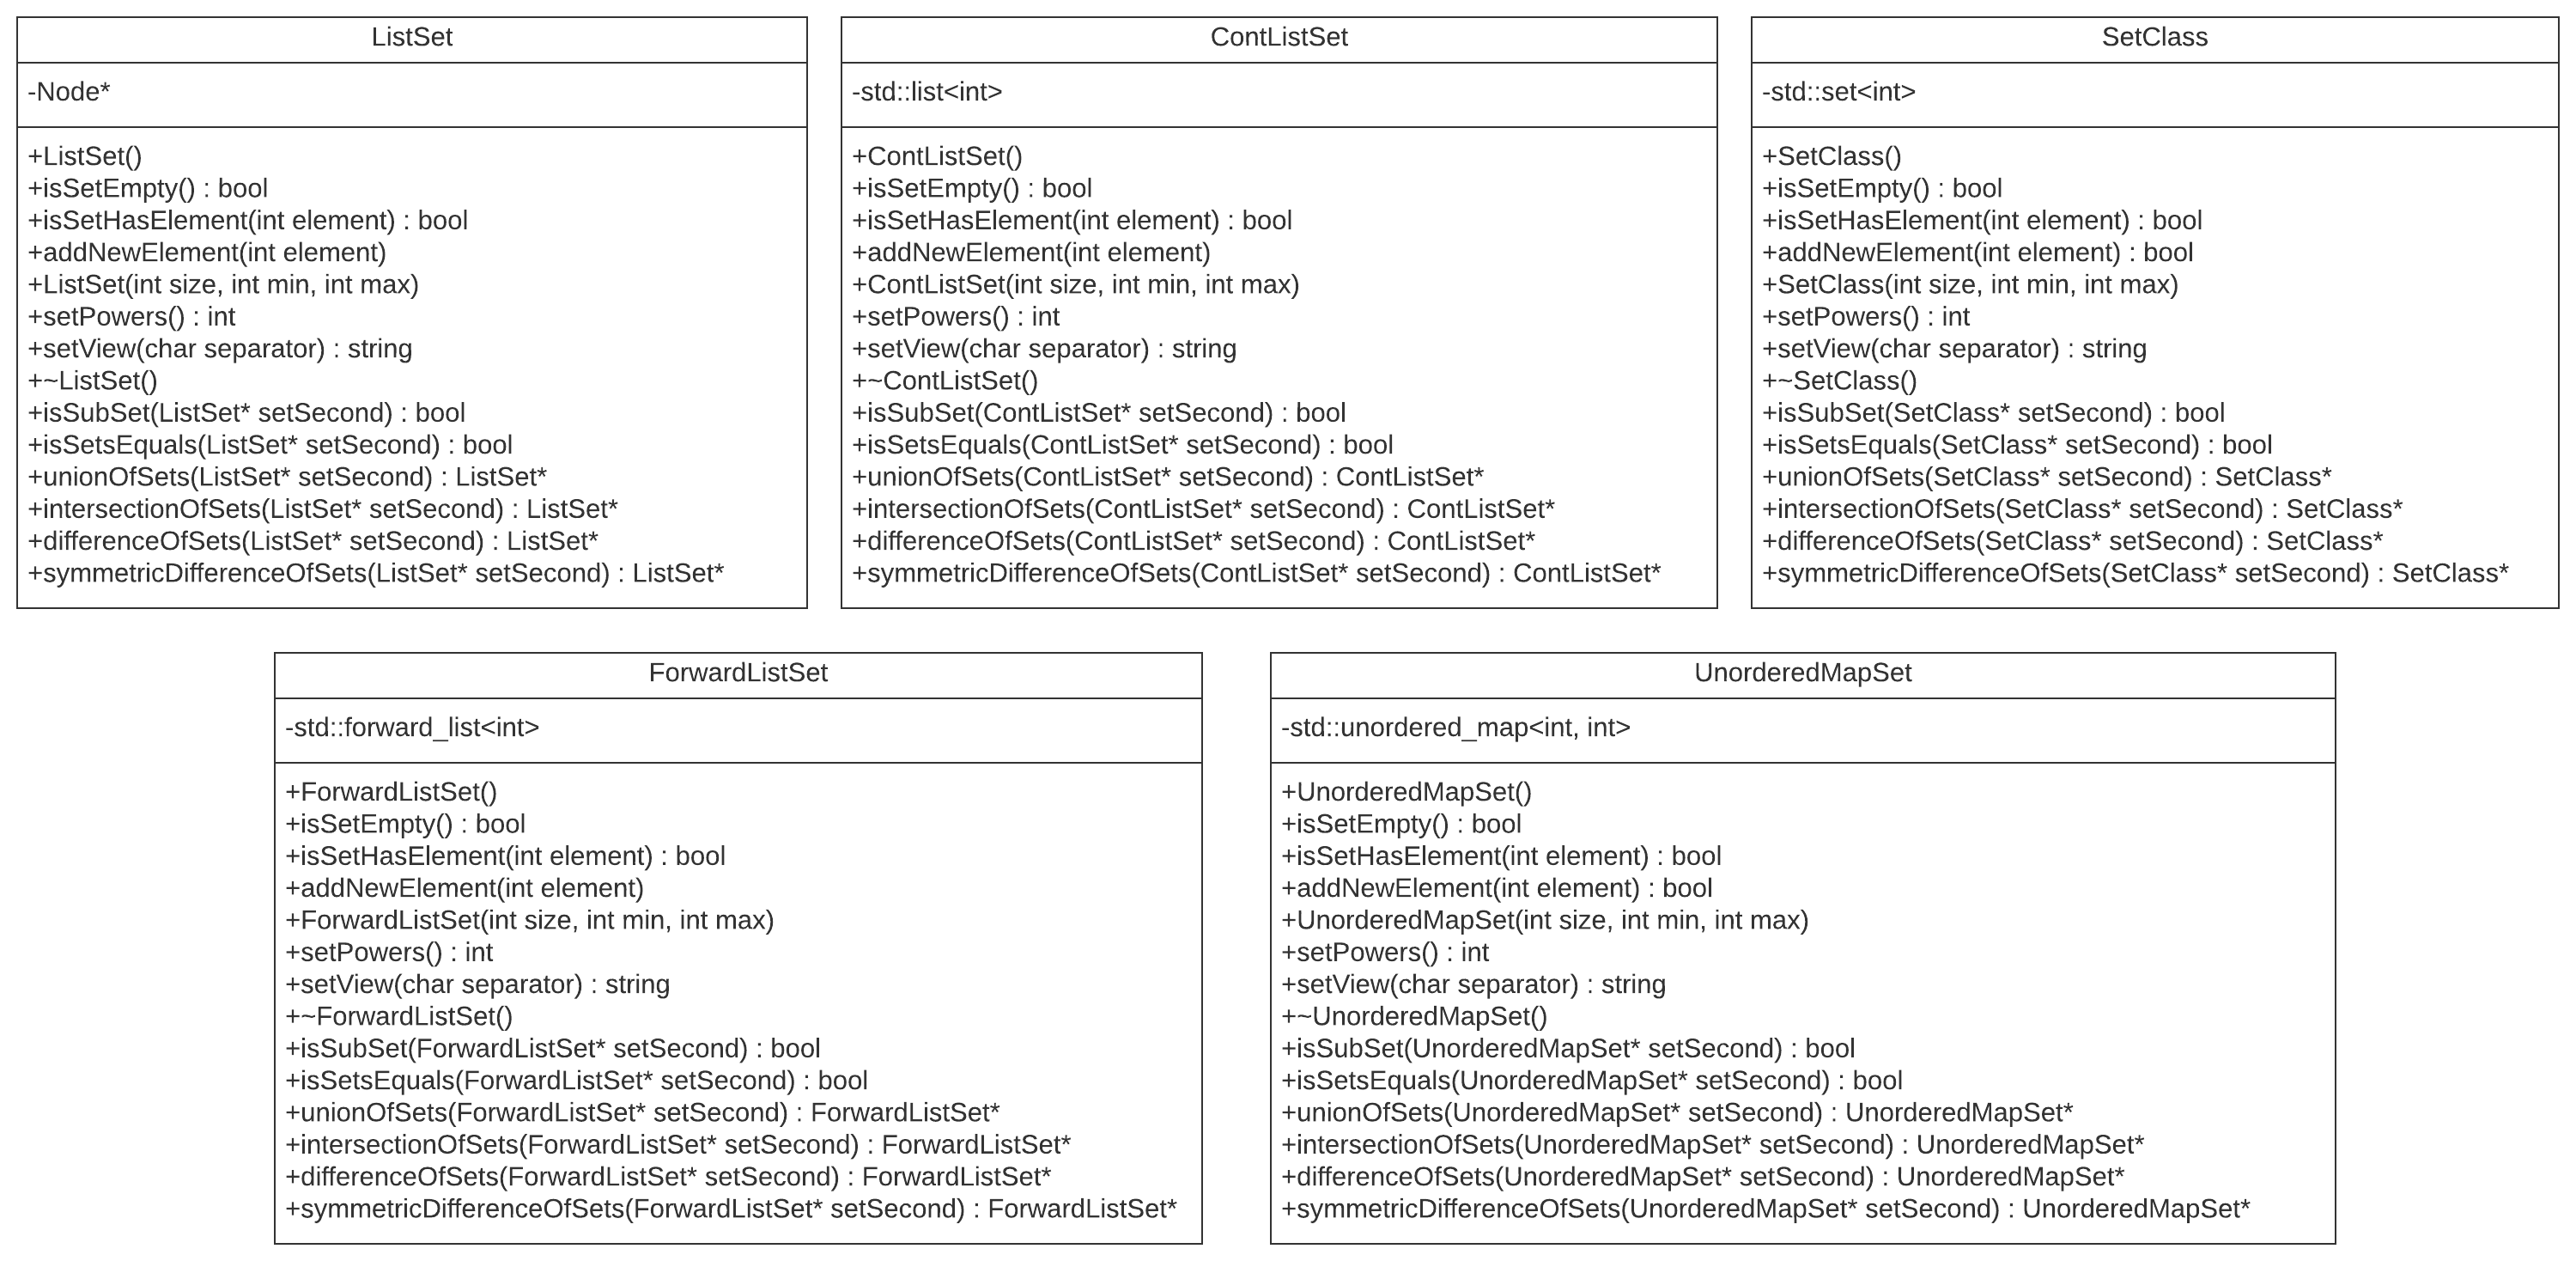 ListSet
-Node*
+ListSet()
+isSetEmpty() : bool
+isSetHasElement(int element) : bool
+addNewElement(int element)
+ListSet(int size, int min, int max)
+setPowers() : int
+setView(char separator) : string
+~ListSet()
+isSubSet(ListSet* setSecond) : bool
+isSetsEquals(ListSet* setSecond) : bool
+unionOfSets(ListSet* setSecond) : ListSet*
+intersectionOfSets(ListSet* setSecond) : ListSet*
+differenceOfSets(ListSet* setSecond) : ListSet*
+symmetricDifferenceOfSets(ListSet* setSecond) : ListSet*
ContListSet
-std::list<int>
+ContListSet()
+isSetEmpty() : bool
+isSetHasElement(int element) : bool
+addNewElement(int element)
+ContListSet(int size, int min, int max)
+setPowers() : int
+setView(char separator) : string
+~ContListSet()
+isSubSet(ContListSet* setSecond) : bool
+isSetsEquals(ContListSet* setSecond) : bool
+unionOfSets(ContListSet* setSecond) : ContListSet*
+intersectionOfSets(ContListSet* setSecond) : ContListSet*
+differenceOfSets(ContListSet* setSecond) : ContListSet*
+symmetricDifferenceOfSets(ContListSet* setSecond) : ContListSet*
SetClass
-std::set<int>
+SetClass()
+isSetEmpty() : bool
+isSetHasElement(int element) : bool
+addNewElement(int element) : bool
+SetClass(int size, int min, int max)
+setPowers() : int
+setView(char separator) : string
+~SetClass()
+isSubSet(SetClass* setSecond) : bool
+isSetsEquals(SetClass* setSecond) : bool
+unionOfSets(SetClass* setSecond) : SetClass*
+intersectionOfSets(SetClass* setSecond) : SetClass*
+differenceOfSets(SetClass* setSecond) : SetClass*
+symmetricDifferenceOfSets(SetClass* setSecond) : SetClass*
ForwardListSet
-std::forward_list<int>
+ForwardListSet()
+isSetEmpty() : bool
+isSetHasElement(int element) : bool
+addNewElement(int element)
+ForwardListSet(int size, int min, int max)
+setPowers() : int
+setView(char separator) : string
+~ForwardListSet()
+isSubSet(ForwardListSet* setSecond) : bool
+isSetsEquals(ForwardListSet* setSecond) : bool
+unionOfSets(ForwardListSet* setSecond) : ForwardListSet*
+intersectionOfSets(ForwardListSet* setSecond) : ForwardListSet*
+differenceOfSets(ForwardListSet* setSecond) : ForwardListSet*
+symmetricDifferenceOfSets(ForwardListSet* setSecond) : ForwardListSet*
UnorderedMapSet
-std::unordered_map<int, int>
+UnorderedMapSet()
+isSetEmpty() : bool
+isSetHasElement(int element) : bool
+addNewElement(int element) : bool
+UnorderedMapSet(int size, int min, int max)
+setPowers() : int
+setView(char separator) : string
+~UnorderedMapSet()
+isSubSet(UnorderedMapSet* setSecond) : bool
+isSetsEquals(UnorderedMapSet* setSecond) : bool
+unionOfSets(UnorderedMapSet* setSecond) : UnorderedMapSet*
+intersectionOfSets(UnorderedMapSet* setSecond) : UnorderedMapSet*
+differenceOfSets(UnorderedMapSet* setSecond) : UnorderedMapSet*
+symmetricDifferenceOfSets(UnorderedMapSet* setSecond) : UnorderedMapSet*